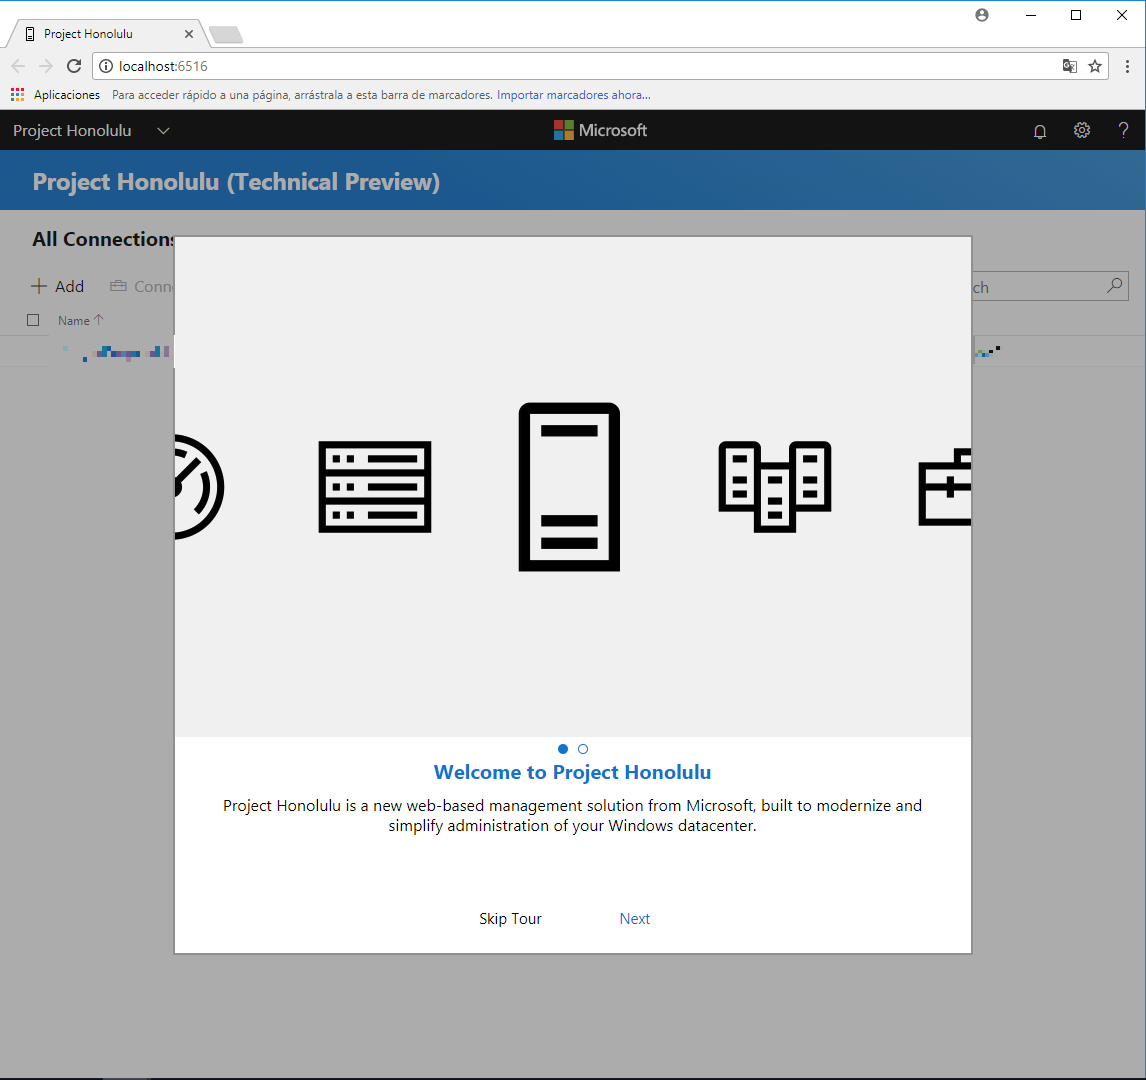 Project Honolulu
localhost:6516
Aplicaciones Para acceder rápido a una página, arrástrala a esta barra de marcadores. Importar marcadores ahora...
Project Honolulu Microsoft ?
Project Honolulu (Technical Preview)
All Connections
Add Conn ch
Name
Welcome to Project Honolulu
Project Honolulu is a new web-based management solution from Microsoft, built to modernize and
simplify administration of your Windows datacenter.
Skip Tour Next